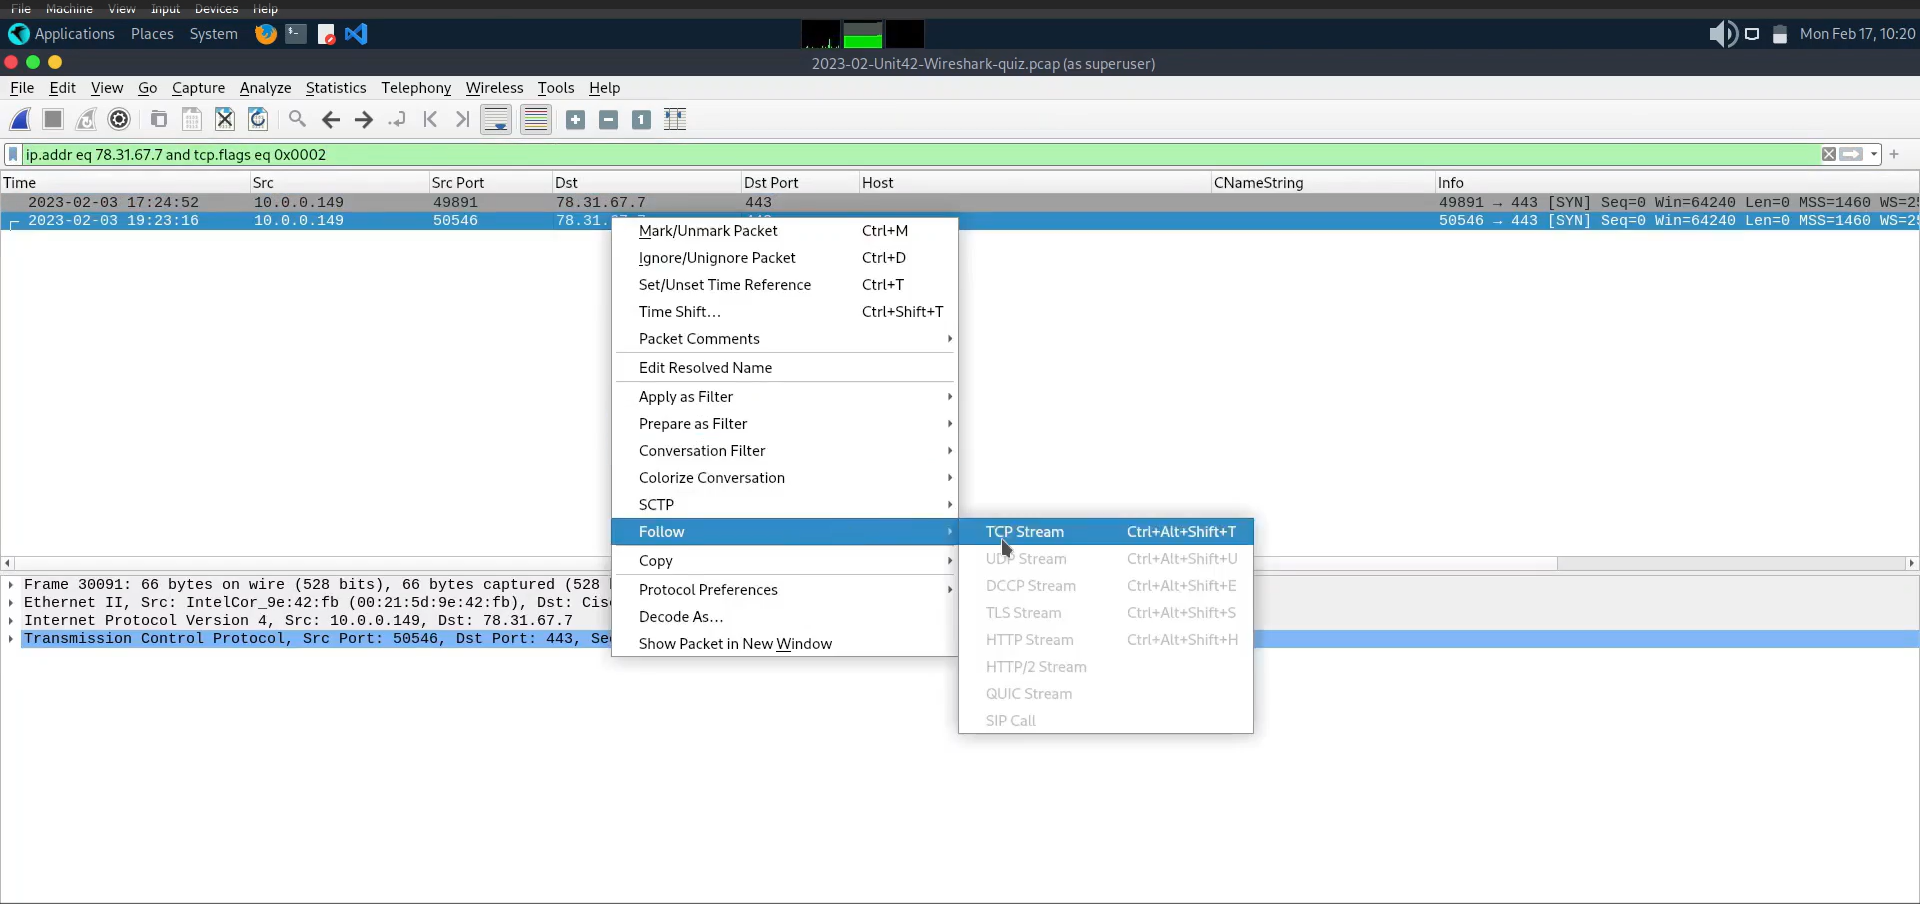 File Machine View Input Devices Help
Applications Places System Mon Feb 17, 10:20
2023-02-Unit42-Wireshark-quiz.pcap (as superuser)
File Edit View Go Capture Analyze Statistics Telephony Wireless Tools Help
ip.addr eq 78.31.67.7 and tcp.flags eq 0x0002
Time Src Src Port Dst Dst Port Host CNameString Info
2023-02-03 17:24:52 10.0.0.149 49891 78.31.67.7 443 49891 → 443 [SYN] Seq=0 Win=64240 Len=0 MSS=1460 WS=25
2023-02-03 19:23:16 10.0.0.149 50546 78.31.67.7 50546 → 443 [SYN] Seq=0 Win=64240 Len=0 MSS=1460 WS=25
Mark/Unmark Packet Ctrl+M
Ignore/Unignore Packet Ctrl+D
Set/Unset Time Reference Ctrl+T
Time Shift… Ctrl+Shift+T
Packet Comments
Edit Resolved Name
Apply as Filter
Prepare as Filter
Conversation Filter
Colorize Conversation
SCTP
Follow
Copy
Protocol Preferences
Decode As…
Show Packet in New Window
TCP Stream Ctrl+Alt+Shift+T
UDP Stream Ctrl+Alt+Shift+U
DCCP Stream Ctrl+Alt+Shift+E
TLS Stream Ctrl+Alt+Shift+S
HTTP Stream Ctrl+Alt+Shift+H
HTTP/2 Stream
QUIC Stream
SIP Call
Frame 30091: 66 bytes on wire (528 bits), 66 bytes captured (528
Ethernet II, Src: IntelCor_9e:42:fb (00:21:5d:9e:42:fb), Dst: Cis
Internet Protocol Version 4, Src: 10.0.0.149, Dst: 78.31.67.7
Transmission Control Protocol, Src Port: 50546, Dst Port: 443, Se